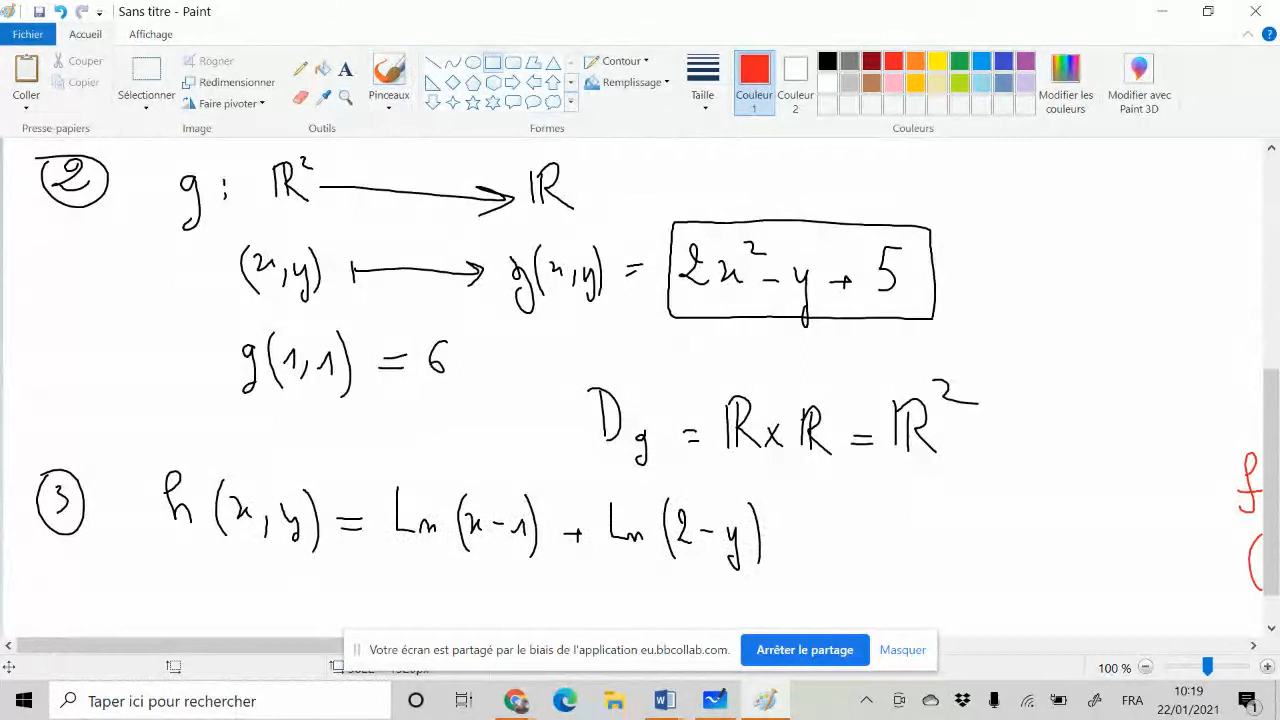 Sans titre - Paint
Fichier Accueil Affichage
Coller
Couper
Copier
Presse-papiers
Sélectionner
Rogner
Redimensionner
Faire pivoter
Image
Outils
Pinceaux
Contour
Remplissage
Formes
Taille
Couleur 1
Couleur 2
Modifier les couleurs
Modifier avec Paint 3D
Couleurs
② g : ℝ² ⟶ ℝ
(x,y) ⟼ g(x,y) = 2x² - y + 5
g(1,1) = 6
D_g = ℝ x ℝ = ℝ²
③ h (x,y) = Ln (x-1) + Ln (2-y)
f
(
Votre écran est partagé par le biais de l'application eu.bbcollab.com. Arrêter le partage Masquer
100 %
Taper ici pour rechercher
FRA
10:19
22/01/2021